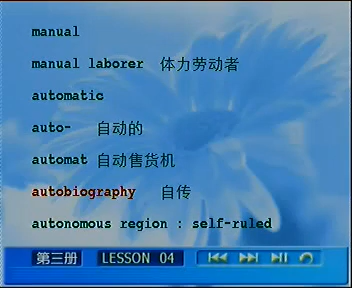 manual
manual laborer 体力劳动者
automatic
auto- 自动的
automat 自动售货机
autobiography 自传
autonomous region : self-ruled
第三册 LESSON 04